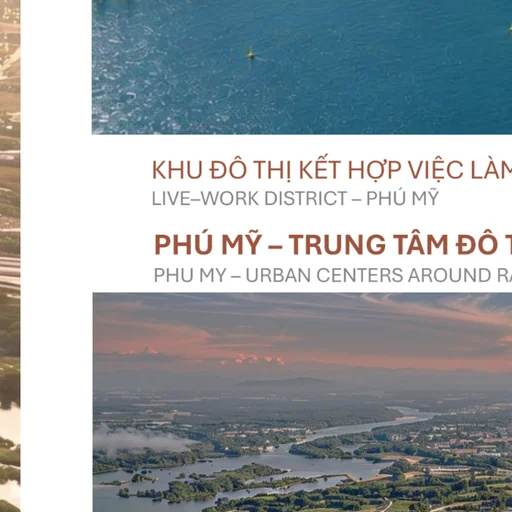 KHU ĐÔ THỊ KẾT HỢP VIỆC LÀM
LIVE–WORK DISTRICT – PHÚ MỸ
PHÚ MỸ – TRUNG TÂM ĐÔ T
PHU MY – URBAN CENTERS AROUND RA